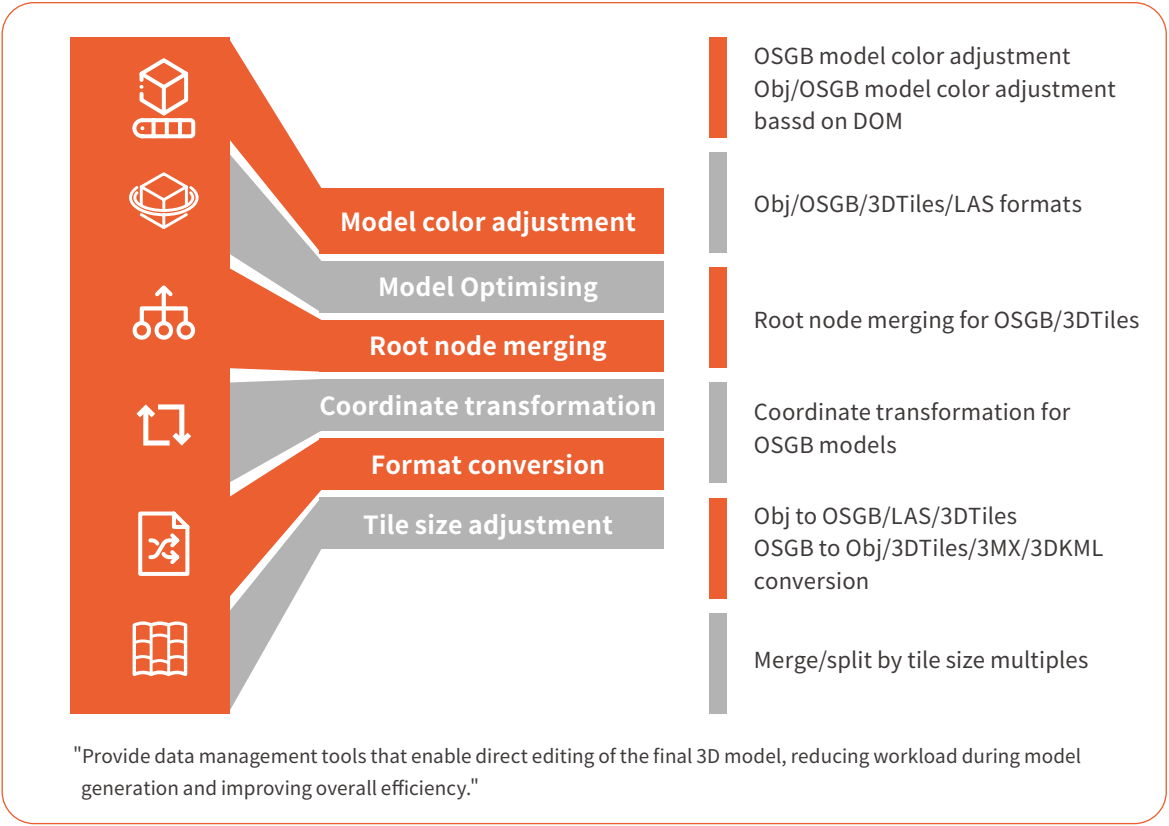 Model color adjustment
Model Optimising
Root node merging
Coordinate transformation
Format conversion
Tile size adjustment
OSGB model color adjustment
Obj/OSGB model color adjustment
bassd on DOM
Obj/OSGB/3DTiles/LAS formats
Root node merging for OSGB/3DTiles
Coordinate transformation for
OSGB models
Obj to OSGB/LAS/3DTiles
OSGB to Obj/3DTiles/3MX/3DKML
conversion
Merge/split by tile size multiples
"Provide data management tools that enable direct editing of the final 3D model, reducing workload during model
generation and improving overall efficiency."